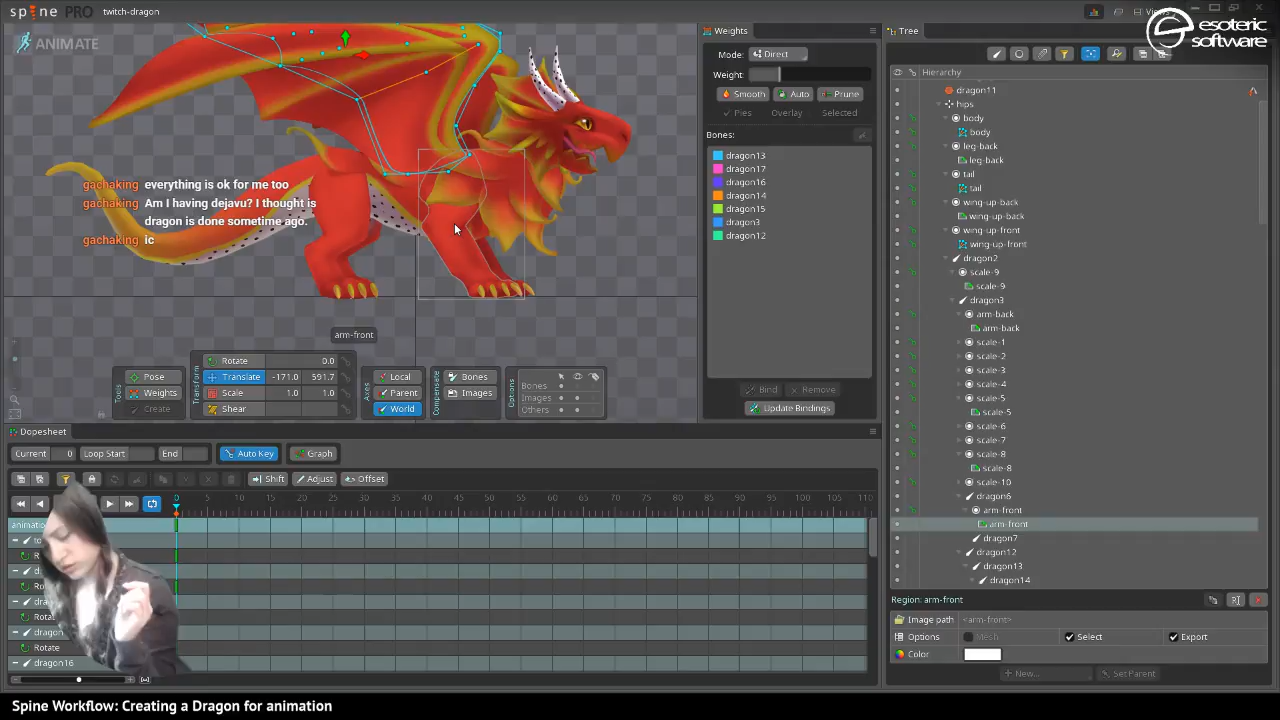 spine PRO twitch-dragon
Views
esoteric
software
ANIMATE
Weights
Mode: Direct
Weight:
Smooth Auto Prune
Pies Overlay Selected
Bones:
dragon13
dragon17
dragon16
dragon14
dragon15
dragon3
dragon12
Bind Remove
Update Bindings
Tree
Hierarchy
dragon11
hips
body
body
leg-back
leg-back
tail
tail
wing-up-back
wing-up-back
wing-up-front
wing-up-front
dragon2
scale-9
scale-9
dragon3
arm-back
arm-back
scale-1
scale-2
scale-3
scale-4
scale-5
scale-5
scale-6
scale-7
scale-8
scale-8
scale-10
dragon6
arm-front
arm-front
dragon7
dragon12
dragon13
dragon14
Region: arm-front
Image path <arm-front>
Options Mesh Select Export
Color
New... Set Parent
gachaking everything is ok for me too
gachaking Am I having dejavu? I thought is
dragon is done sometime ago.
gachaking ic
arm-front
Tools
Pose
Weights
Create
Transform
Rotate 0.0
Translate -171.0 591.7
Scale 1.0 1.0
Shear
Axes
Local
Parent
World
Compensate
Bones
Images
Options
Bones
Images
Others
Dopesheet
Current 0 Loop Start End Auto Key Graph
Shift Adjust Offset
0 5 10 15 20 25 30 35 40 45 50 55 60 65 70 75 80 85 90 95 100 105 110
animatio
dragon
Rotate
dragon16
Spine Workflow: Creating a Dragon for animation